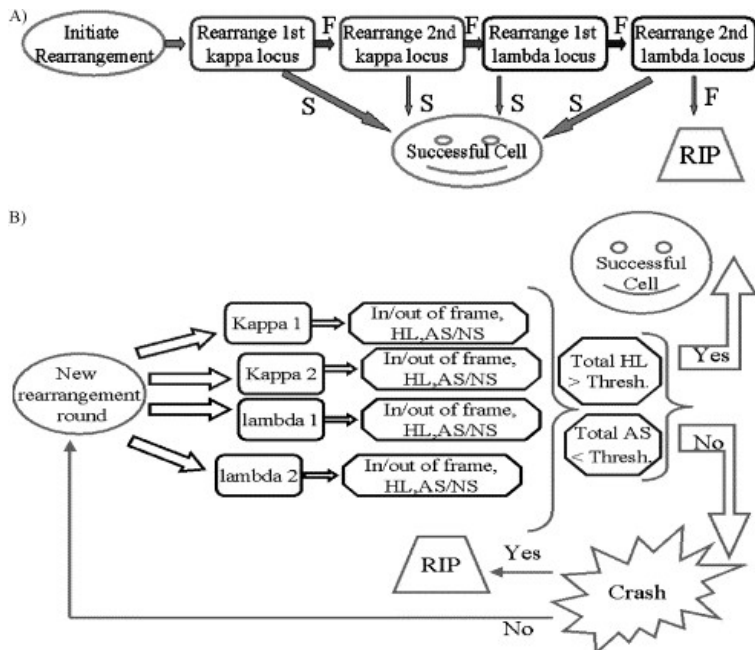 A)
Initiate
Rearrangement
Rearrange 1st
kappa locus
F
Rearrange 2nd
kappa locus
F
Rearrange 1st
lambda locus
F
Rearrange 2nd
lambda locus
S
S
S
S
F
Successful Cell
RIP
B)
Successful
Cell
Kappa 1
In/out of frame,
HL,AS/NS
Kappa 2
In/out of frame,
HL,AS/NS
lambda 1
In/out of frame,
HL,AS/NS
lambda 2
In/out of frame,
HL,AS/NS
New
rearrangement
round
Total HL
> Thresh.
Total AS
< Thresh.
Yes
No
RIP
Yes
Crash
No